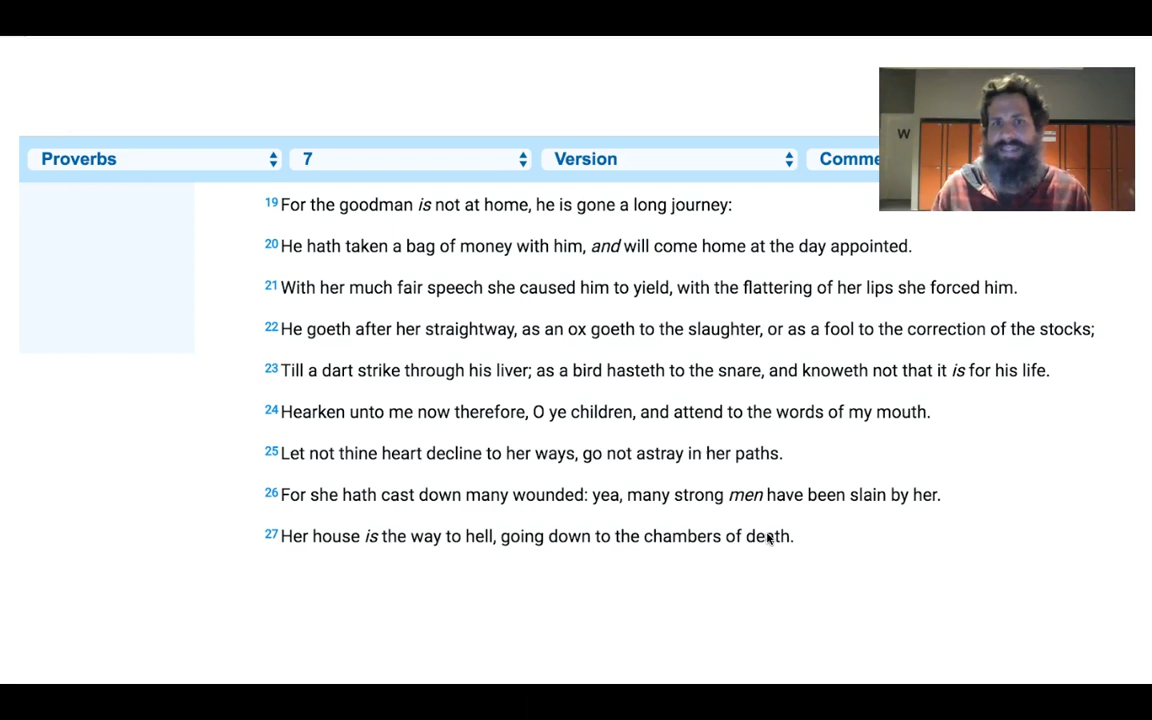 Proverbs 7 Version Comme
W
19 For the goodman is not at home, he is gone a long journey:
20 He hath taken a bag of money with him, and will come home at the day appointed.
21 With her much fair speech she caused him to yield, with the flattering of her lips she forced him.
22 He goeth after her straightway, as an ox goeth to the slaughter, or as a fool to the correction of the stocks;
23 Till a dart strike through his liver; as a bird hasteth to the snare, and knoweth not that it is for his life.
24 Hearken unto me now therefore, O ye children, and attend to the words of my mouth.
25 Let not thine heart decline to her ways, go not astray in her paths.
26 For she hath cast down many wounded: yea, many strong men have been slain by her.
27 Her house is the way to hell, going down to the chambers of death.